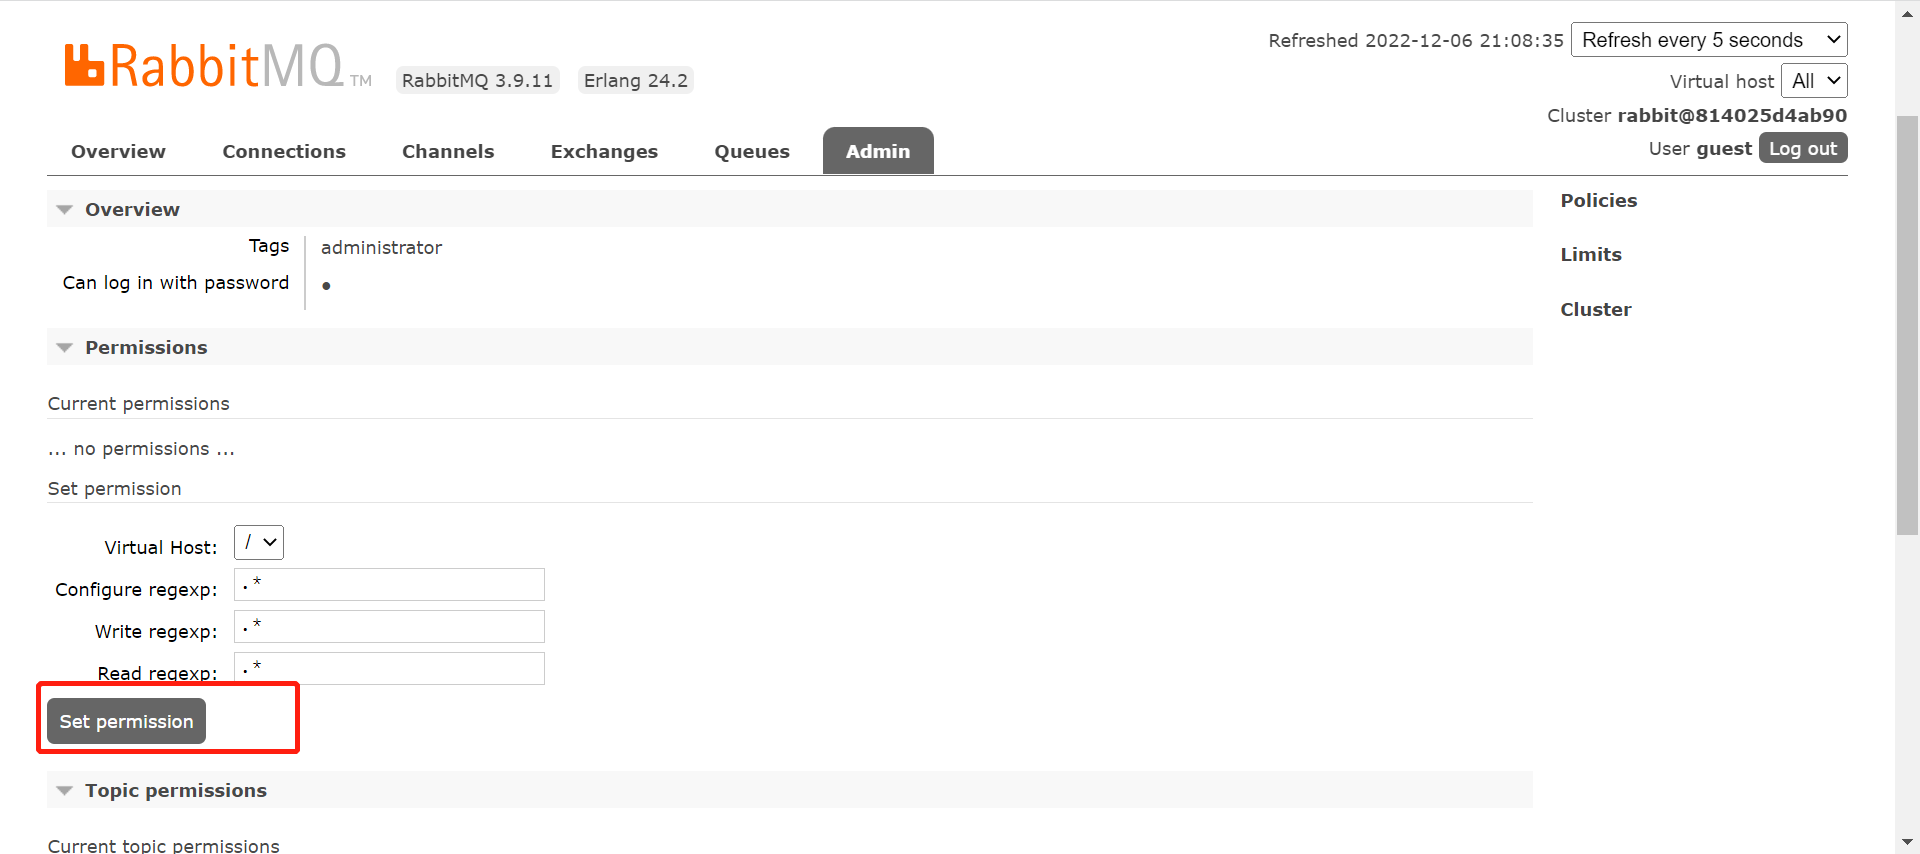 Refreshed 2022-12-06 21:08:35 Refresh every 5 seconds
RabbitMQ TM RabbitMQ 3.9.11 Erlang 24.2
Virtual host All
Cluster rabbit@814025d4ab90
User guest Log out
Overview Connections Channels Exchanges Queues Admin
Overview
Tags administrator
Can log in with password ●
Permissions
Current permissions
... no permissions ...
Set permission
Virtual Host: /
Configure regexp: .*
Write regexp: .*
Read regexp: .*
Set permission
Topic permissions
Current topic permissions
Policies
Limits
Cluster